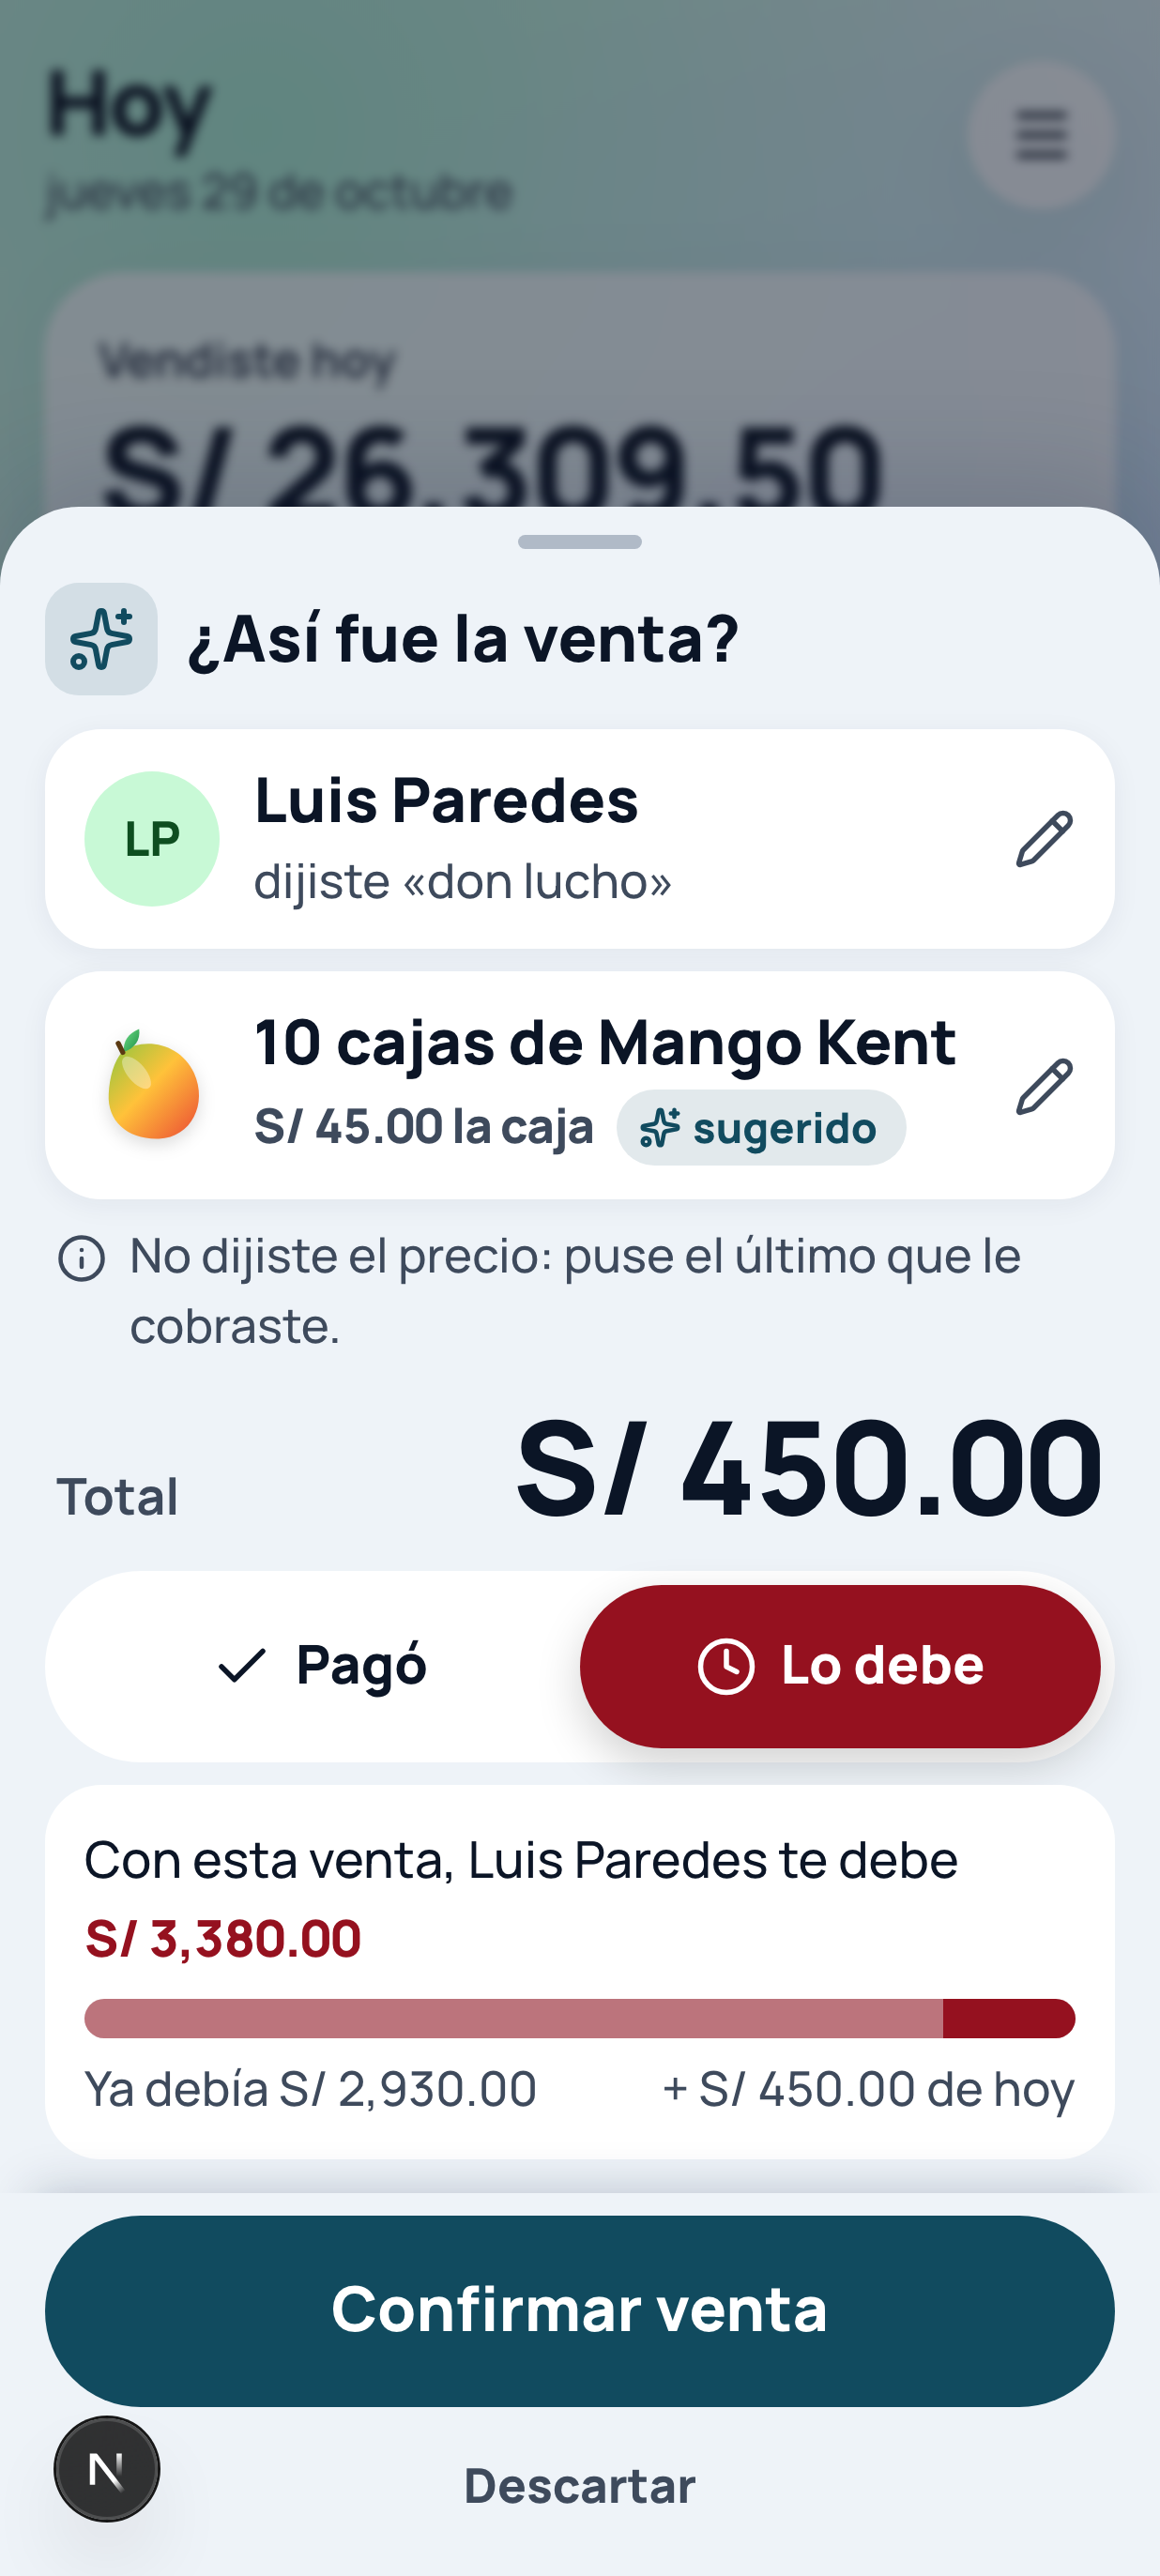 Hoy
jueves 29 de octubre
Vendiste hoy
S/ 26,309.50
¿Así fue la venta?
LP
Luis Paredes
dijiste «don lucho»
10 cajas de Mango Kent
S/ 45.00 la caja
sugerido
No dijiste el precio: puse el último que le
cobraste.
Total
S/ 450.00
Pagó
Lo debe
Con esta venta, Luis Paredes te debe
S/ 3,380.00
Ya debía S/ 2,930.00
+ S/ 450.00 de hoy
Confirmar venta
N
Descartar